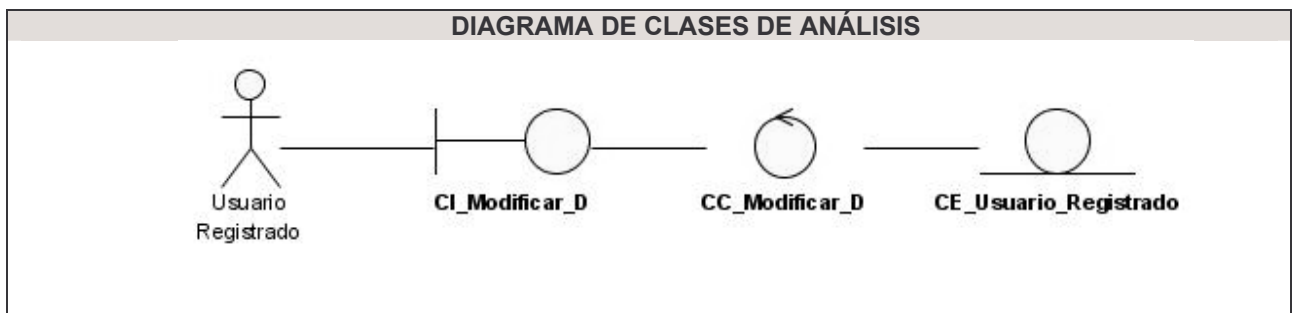 DIAGRAMA DE CLASES DE ANÁLISIS
Usuario
Registrado
CI_Modificar_D
CC_Modificar_D
CE_Usuario_Registrado